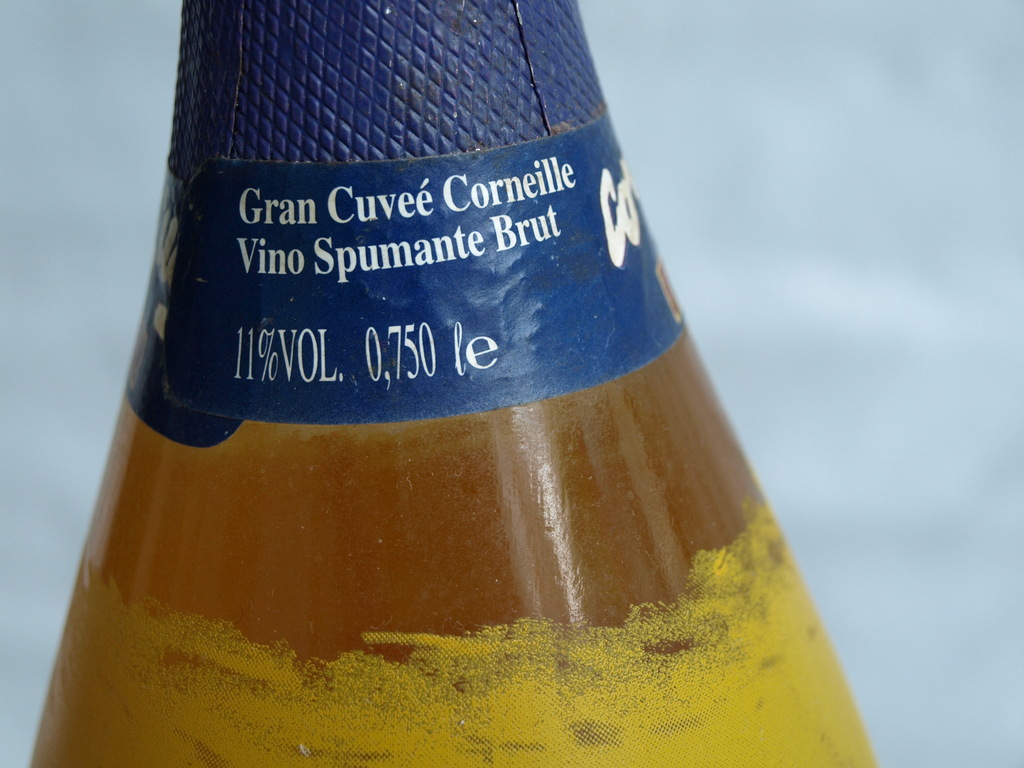 Gran Cuveé Corneille
Vino Spumante Brut
11%VOL. 0,750 l e